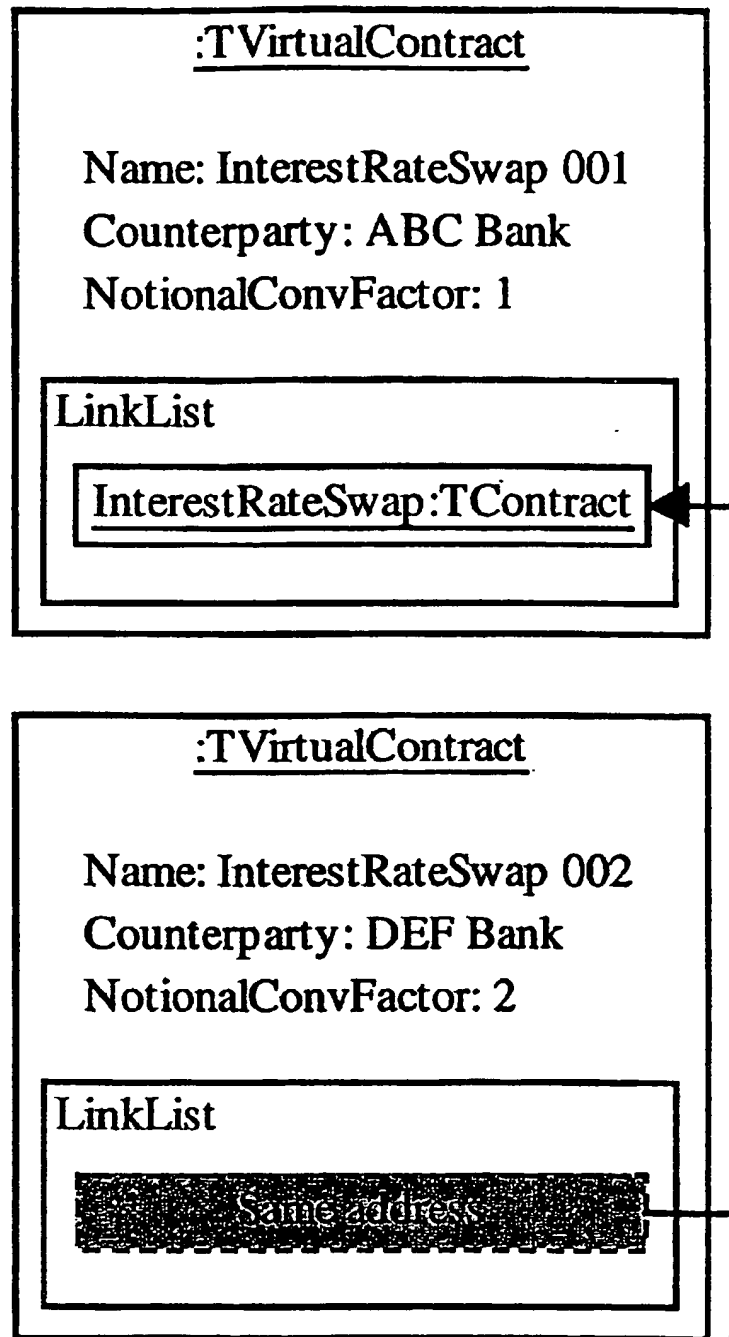 :TVirtualContract
Name: InterestRateSwap 001
Counterparty: ABC Bank
NotionalConvFactor: 1
LinkList
InterestRateSwap:TContract
:TVirtualContract
Name: InterestRateSwap 002
Counterparty: DEF Bank
NotionalConvFactor: 2
LinkList
Same address